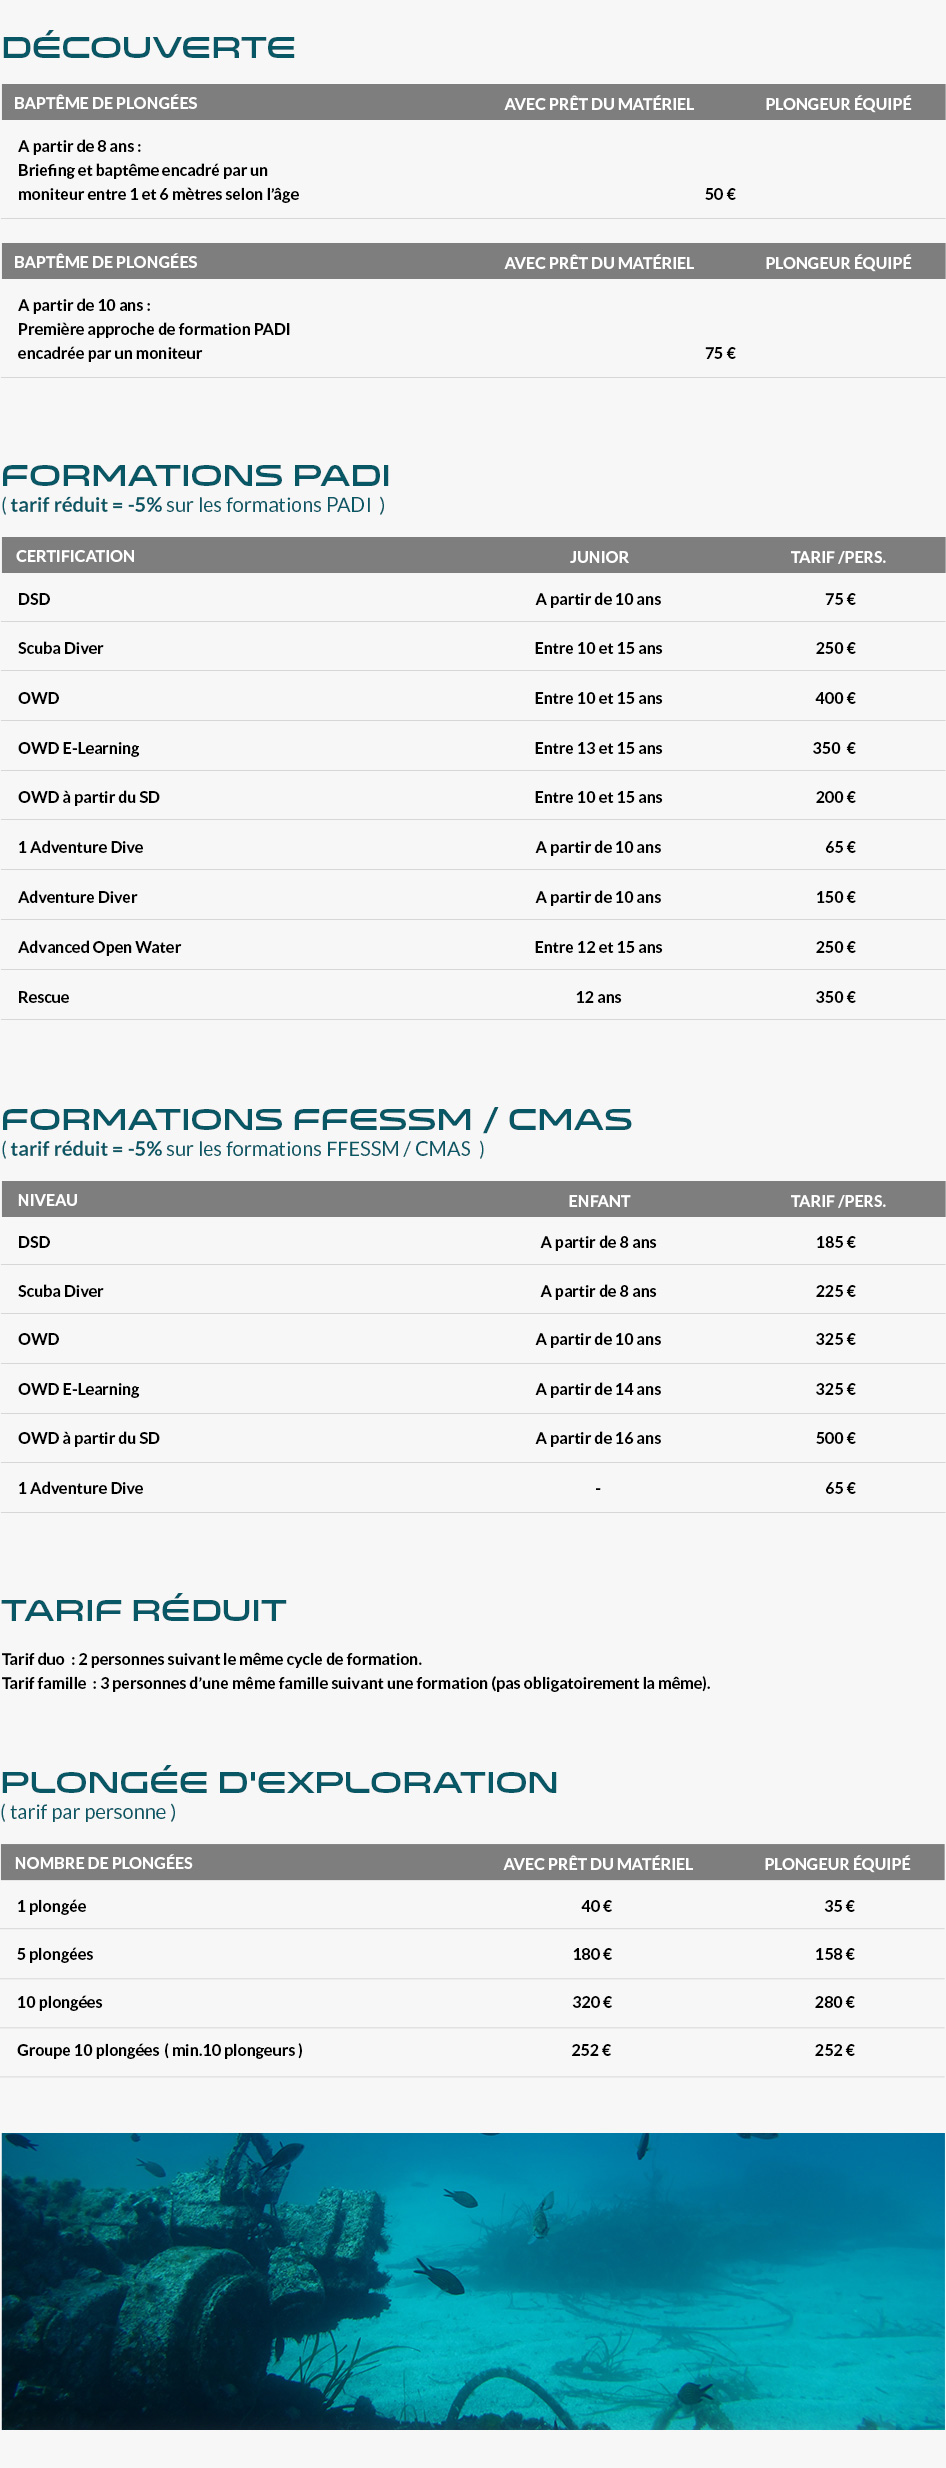 DÉCOUVERTE
BAPTÊME DE PLONGÉES AVEC PRÊT DU MATÉRIEL PLONGEUR ÉQUIPÉ
A partir de 8 ans :
Briefing et baptême encadré par un
moniteur entre 1 et 6 mètres selon l'âge 50 €
BAPTÊME DE PLONGÉES AVEC PRÊT DU MATÉRIEL PLONGEUR ÉQUIPÉ
A partir de 10 ans :
Première approche de formation PADI
encadrée par un moniteur 75 €
FORMATIONS PADI
( tarif réduit = -5% sur les formations PADI )
CERTIFICATION JUNIOR TARIF /PERS.
DSD A partir de 10 ans 75 €
Scuba Diver Entre 10 et 15 ans 250 €
OWD Entre 10 et 15 ans 400 €
OWD E-Learning Entre 13 et 15 ans 350 €
OWD à partir du SD Entre 10 et 15 ans 200 €
1 Adventure Dive A partir de 10 ans 65 €
Adventure Diver A partir de 10 ans 150 €
Advanced Open Water Entre 12 et 15 ans 250 €
Rescue 12 ans 350 €
FORMATIONS FFESSM / CMAS
( tarif réduit = -5% sur les formations FFESSM / CMAS )
NIVEAU ENFANT TARIF /PERS.
DSD A partir de 8 ans 185 €
Scuba Diver A partir de 8 ans 225 €
OWD A partir de 10 ans 325 €
OWD E-Learning A partir de 14 ans 325 €
OWD à partir du SD A partir de 16 ans 500 €
1 Adventure Dive - 65 €
TARIF RÉDUIT
Tarif duo : 2 personnes suivant le même cycle de formation.
Tarif famille : 3 personnes d'une même famille suivant une formation (pas obligatoirement la même).
PLONGÉE D'EXPLORATION
( tarif par personne )
NOMBRE DE PLONGÉES AVEC PRÊT DU MATÉRIEL PLONGEUR ÉQUIPÉ
1 plongée 40 € 35 €
5 plongées 180 € 158 €
10 plongées 320 € 280 €
Groupe 10 plongées ( min.10 plongeurs ) 252 € 252 €